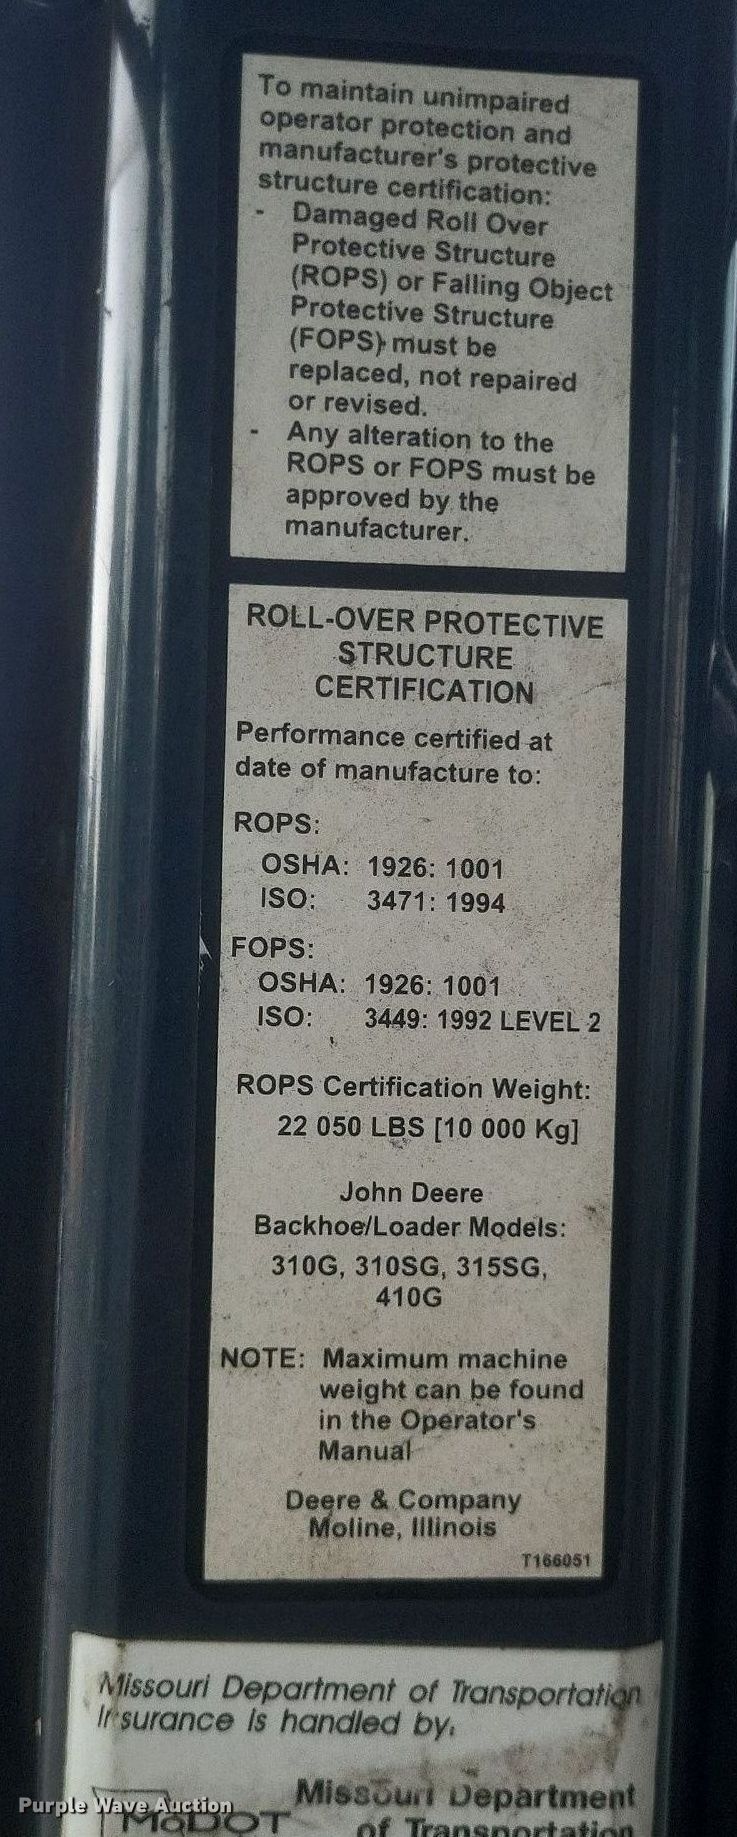 To maintain unimpaired
operator protection and
manufacturer's protective
structure certification:
- Damaged Roll Over
Protective Structure
(ROPS) or Falling Object
Protective Structure
(FOPS) must be
replaced, not repaired
or revised.
- Any alteration to the
ROPS or FOPS must be
approved by the
manufacturer.
ROLL-OVER PROTECTIVE
STRUCTURE
CERTIFICATION
Performance certified at
date of manufacture to:
ROPS:
OSHA: 1926: 1001
ISO: 3471: 1994
FOPS:
OSHA: 1926: 1001
ISO: 3449: 1992 LEVEL 2
ROPS Certification Weight:
22 050 LBS [10 000 Kg]
John Deere
Backhoe/Loader Models:
310G, 310SG, 315SG,
410G
NOTE: Maximum machine
weight can be found
in the Operator's
Manual
Deere & Company
Moline, Illinois
T166051
Missouri Department of Transportation
Insurance is handled by:
Missouri Department
of Transportation
MoDOT
Purple Wave Auction